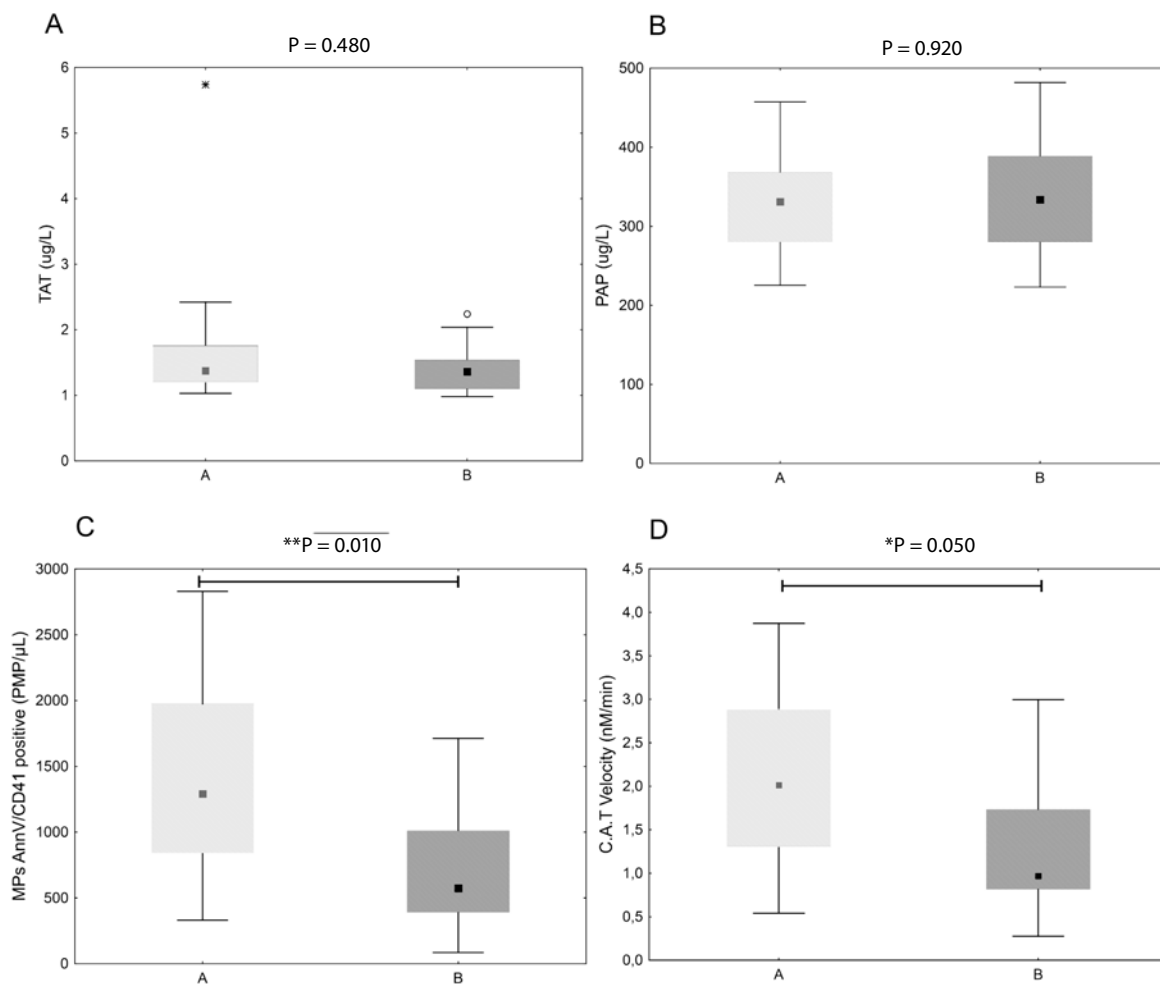 A
P = 0.480
TAT (ug/L)
6
5
4
3
2
1
0
A B
B
P = 0.920
PAP (ug/L)
500
400
300
200
100
0
A B
C
**P = 0.010
MPs AnnV/CD41 positive (PMP/µL)
3000
2500
2000
1500
1000
500
0
A B
D
*P = 0.050
C.A.T Velocity (nM/min)
4,5
4,0
3,5
3,0
2,5
2,0
1,5
1,0
0,5
0,0
A B